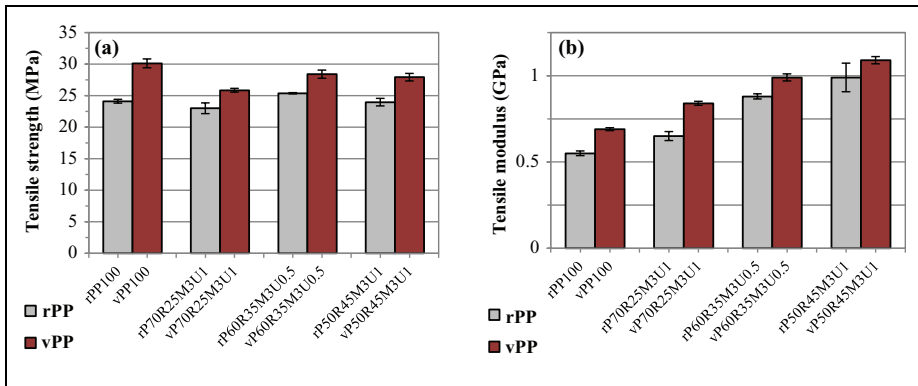 (a)
Tensile strength (MPa)
35
30
25
20
15
10
5
0
rPP100
vPP100
rP70R25M3U1
vP70R25M3U1
rP60R35M3U0.5
vP60R35M3U0.5
rP50R45M3U1
vP50R45M3U1
rPP
vPP
(b)
Tensile modulus (GPa)
1
0.5
0
rPP100
vPP100
rP70R25M3U1
vP70R25M3U1
rP60R35M3U0.5
vP60R35M3U0.5
rP50R45M3U1
vP50R45M3U1
rPP
vPP